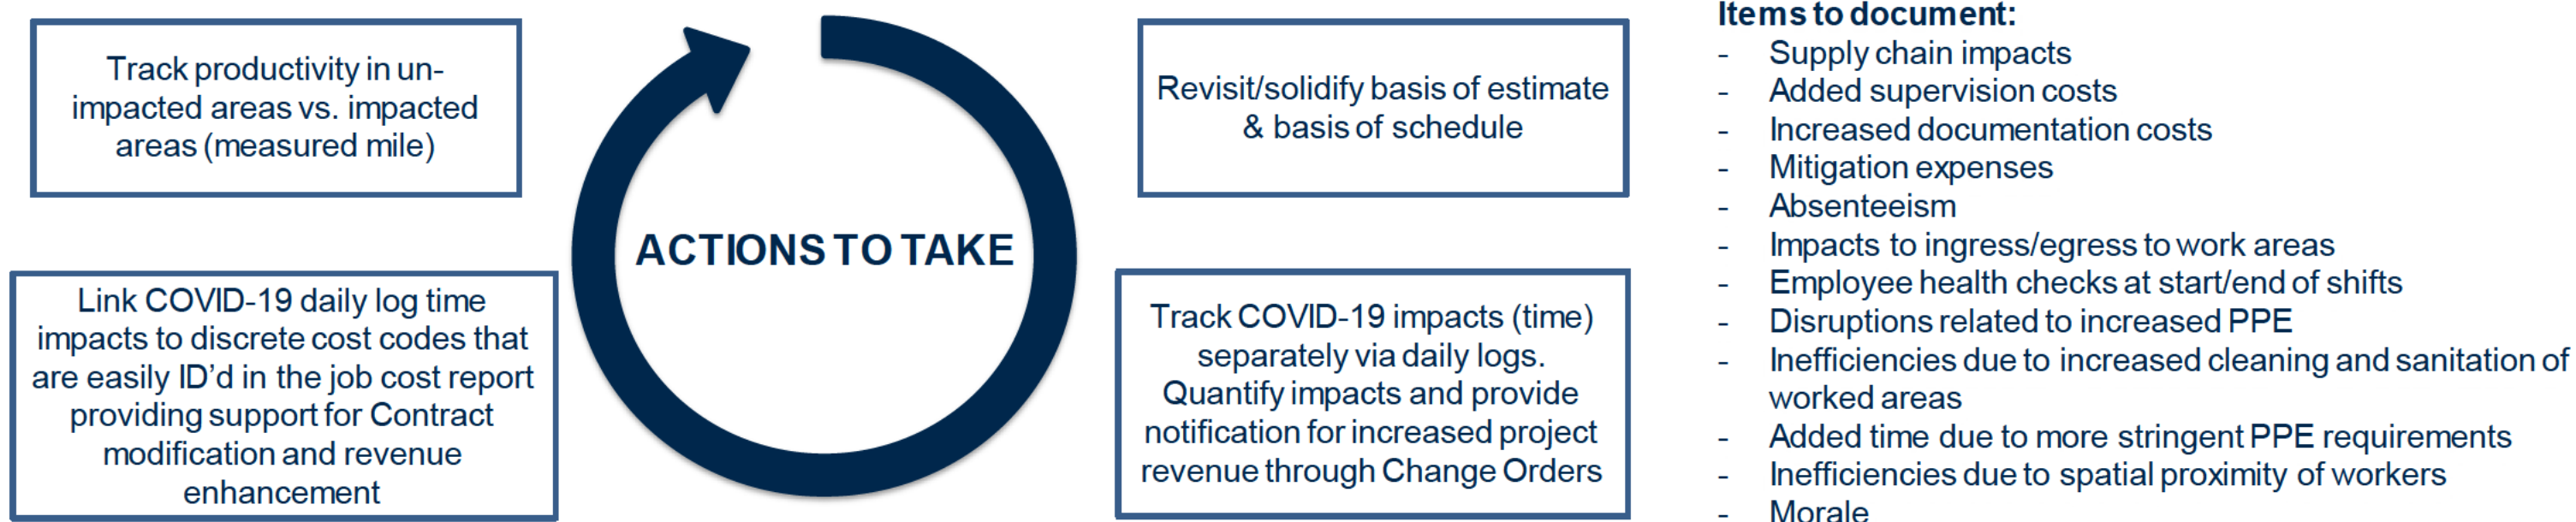 Track productivity in un-
impacted areas vs. impacted
areas (measured mile)
Link COVID-19 daily log time
impacts to discrete cost codes that
are easily ID'd in the job cost report
providing support for Contract
modification and revenue
enhancement
ACTIONS TO TAKE
Revisit/solidify basis of estimate
& basis of schedule
Track COVID-19 impacts (time)
separately via daily logs.
Quantify impacts and provide
notification for increased project
revenue through Change Orders
Items to document:
- Supply chain impacts
- Added supervision costs
- Increased documentation costs
- Mitigation expenses
- Absenteeism
- Impacts to ingress/egress to work areas
- Employee health checks at start/end of shifts
- Disruptions related to increased PPE
- Inefficiencies due to increased cleaning and sanitation of
worked areas
- Added time due to more stringent PPE requirements
- Inefficiencies due to spatial proximity of workers
- Morale